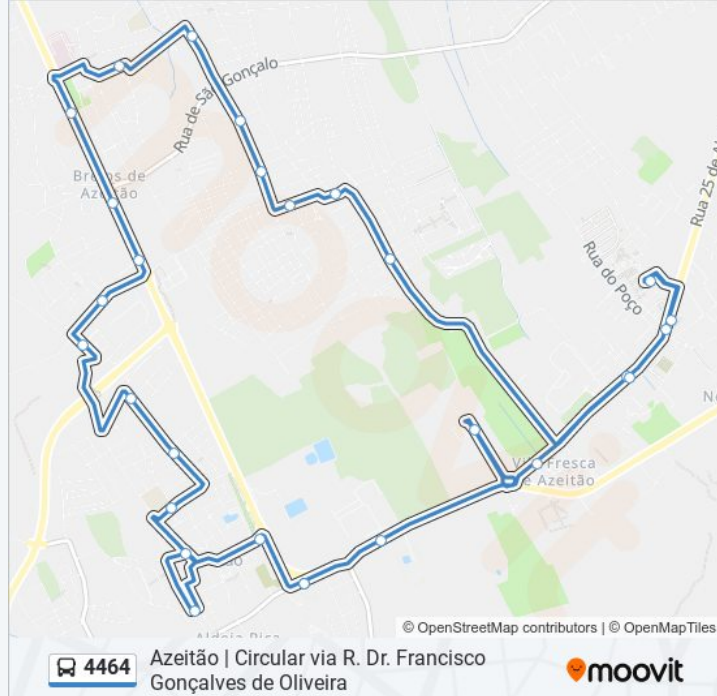 Rua de São Gonçalo
Brejos de
Azeitão
Rua 25 de A
Rua do Poço
Vila Fresca
de Azeitão
Aldeia Rica
© OpenStreetMap contributors | © OpenMapTiles
4464
Azeitão | Circular via R. Dr. Francisco
Gonçalves de Oliveira
moovit